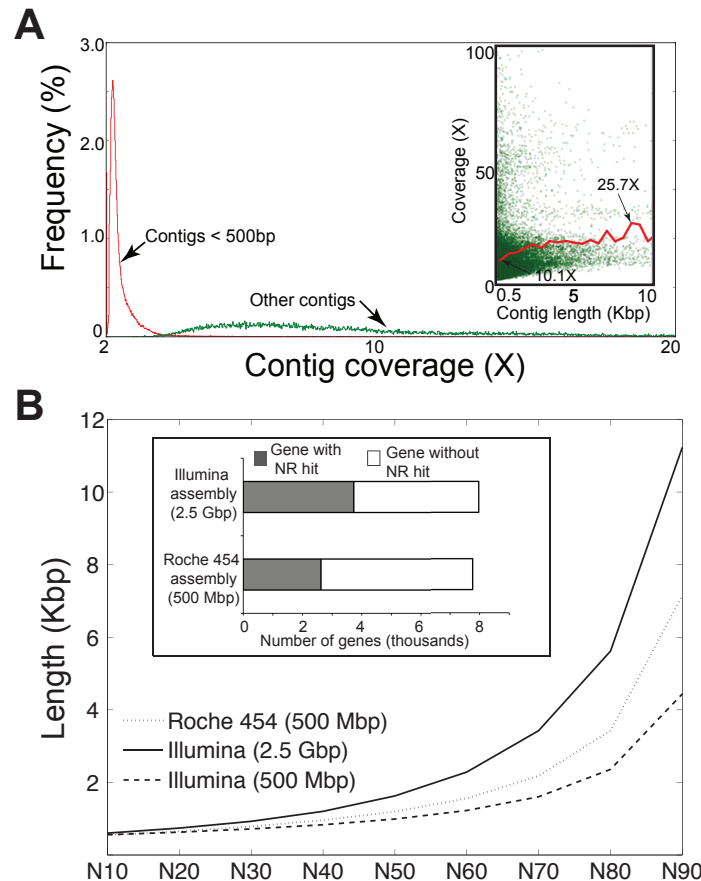 A
Frequency (%)
3.0
2.0
1.0
0
2
10
20
Contig coverage (X)
Contigs < 500bp
Other contigs
Coverage (X)
100
50
0
25.7X
10.1X
0.5
5
10
Contig length (Kbp)
B
Length (Kbp)
12
10
8
6
4
2
Gene with
NR hit
Gene without
NR hit
Illumina
assembly
(2.5 Gbp)
Roche 454
assembly
(500 Mbp)
0
2
4
6
8
Number of genes (thousands)
Roche 454 (500 Mbp)
Illumina (2.5 Gbp)
Illumina (500 Mbp)
N10 N20 N30 N40 N50 N60 N70 N80 N90